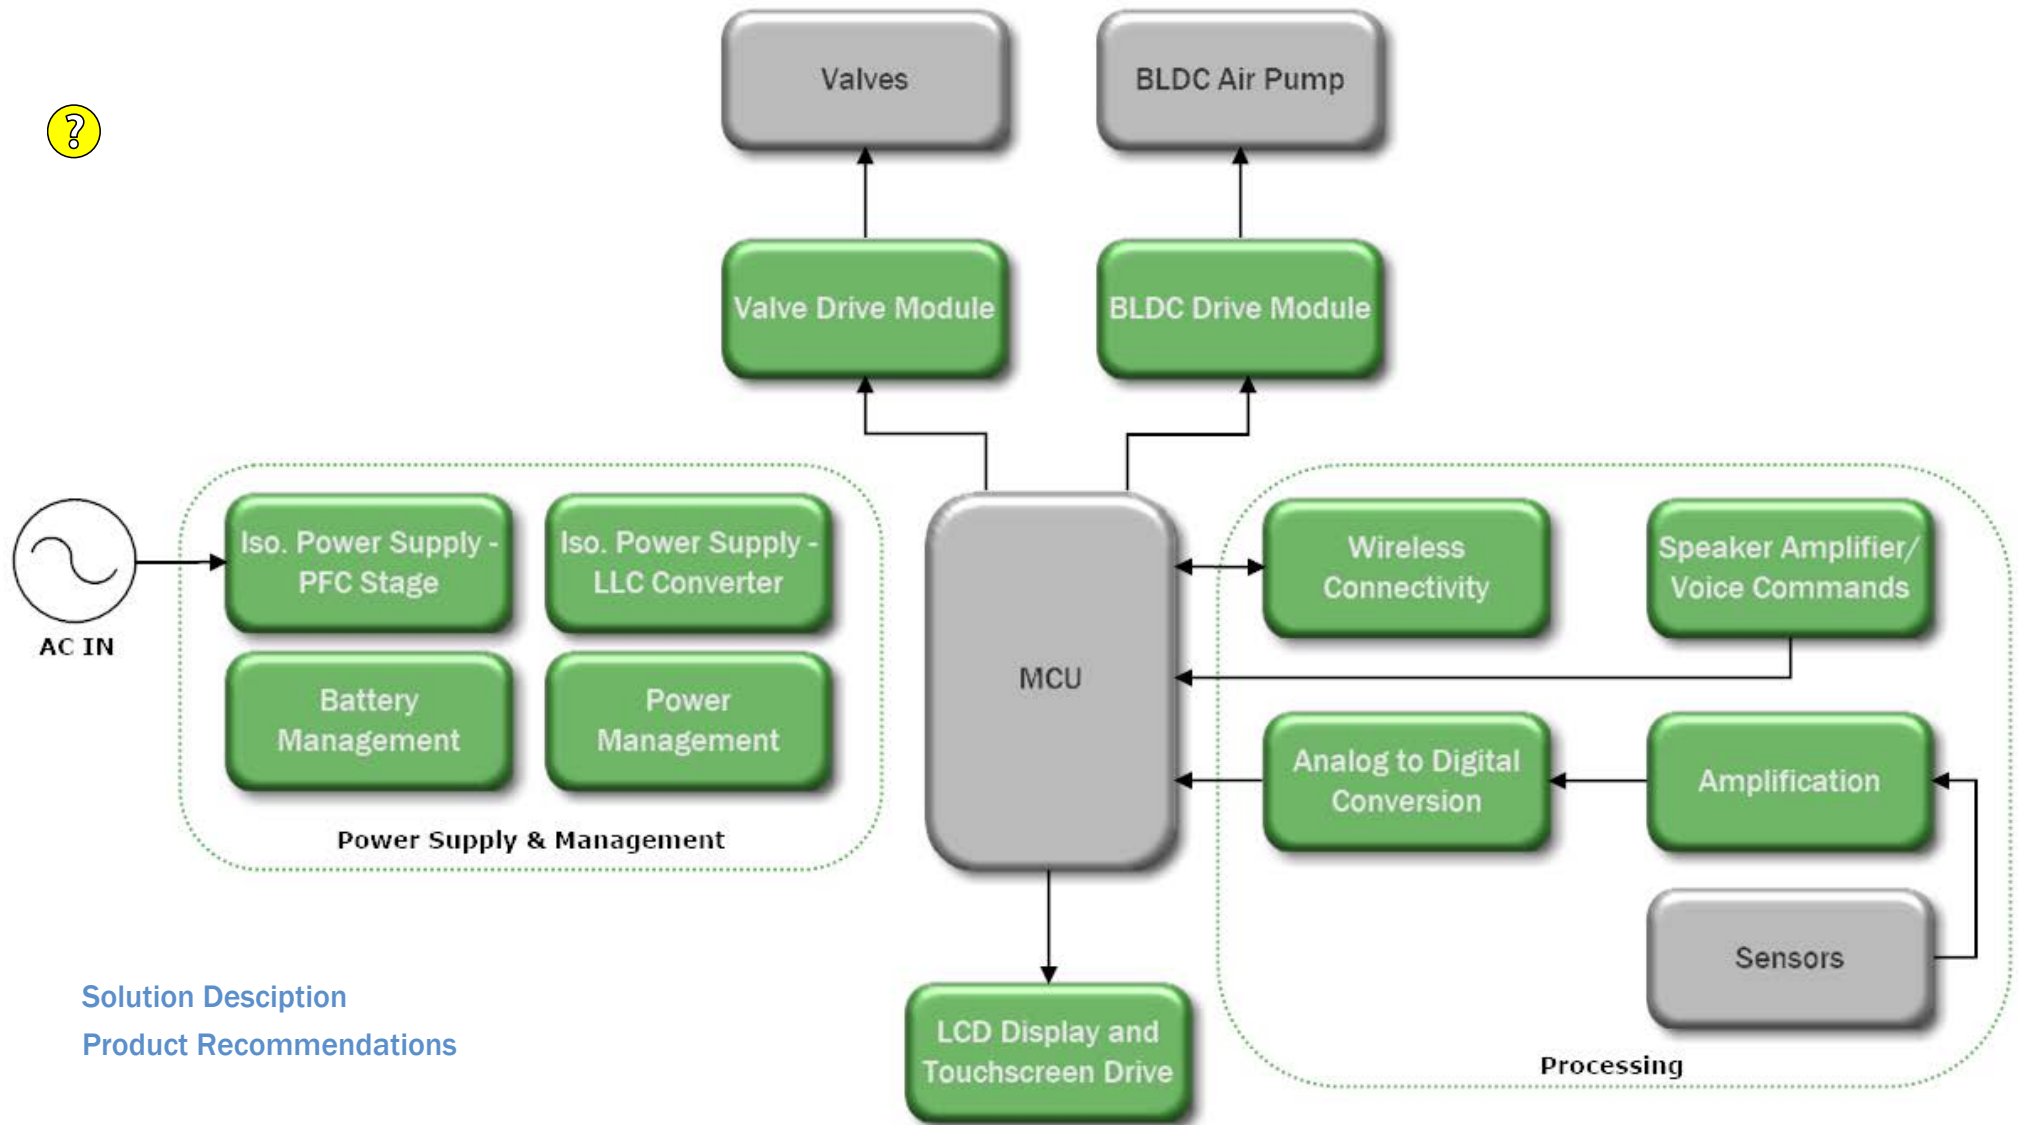 Valves
BLDC Air Pump
?
Valve Drive Module
BLDC Drive Module
Iso. Power Supply -
PFC Stage
Iso. Power Supply -
LLC Converter
AC IN
Battery
Management
Power
Management
Power Supply & Management
MCU
Wireless
Connectivity
Speaker Amplifier/
Voice Commands
Analog to Digital
Conversion
Amplification
Sensors
Processing
LCD Display and
Touchscreen Drive
Solution Desciption
Product Recommendations